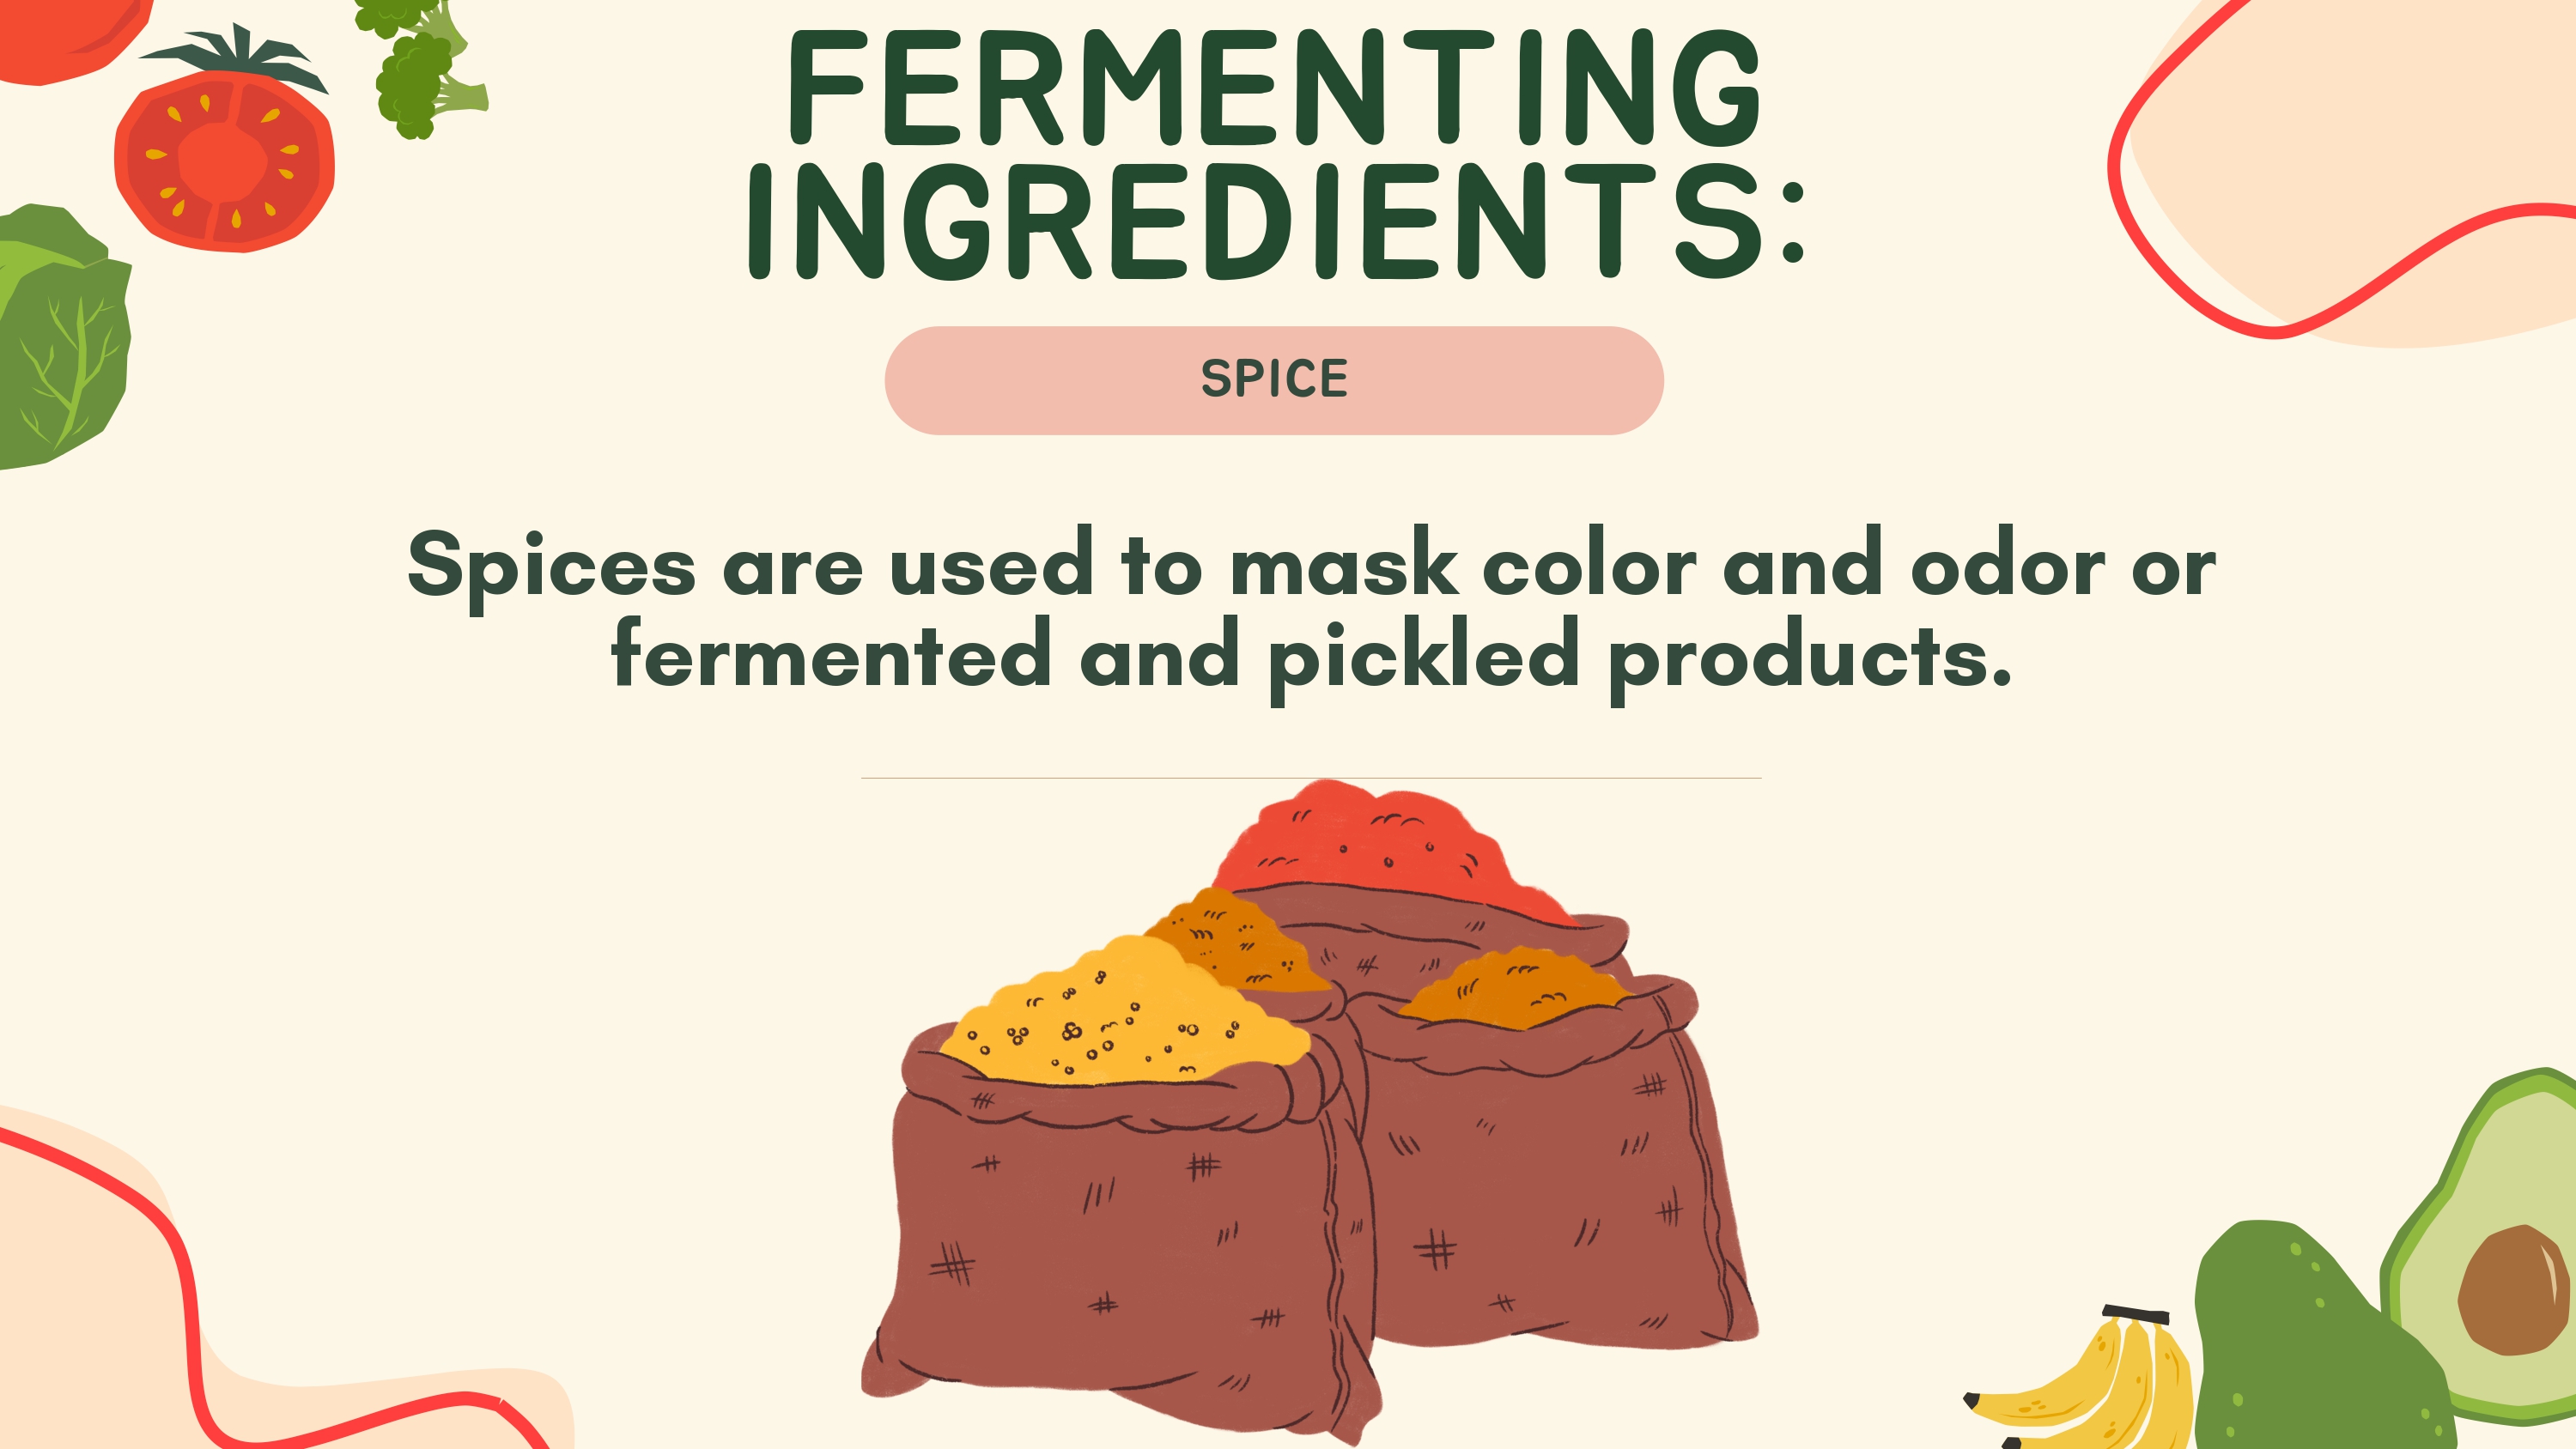 FERMENTING
INGREDIENTS:
SPICE
Spices are used to mask color and odor or
fermented and pickled products.